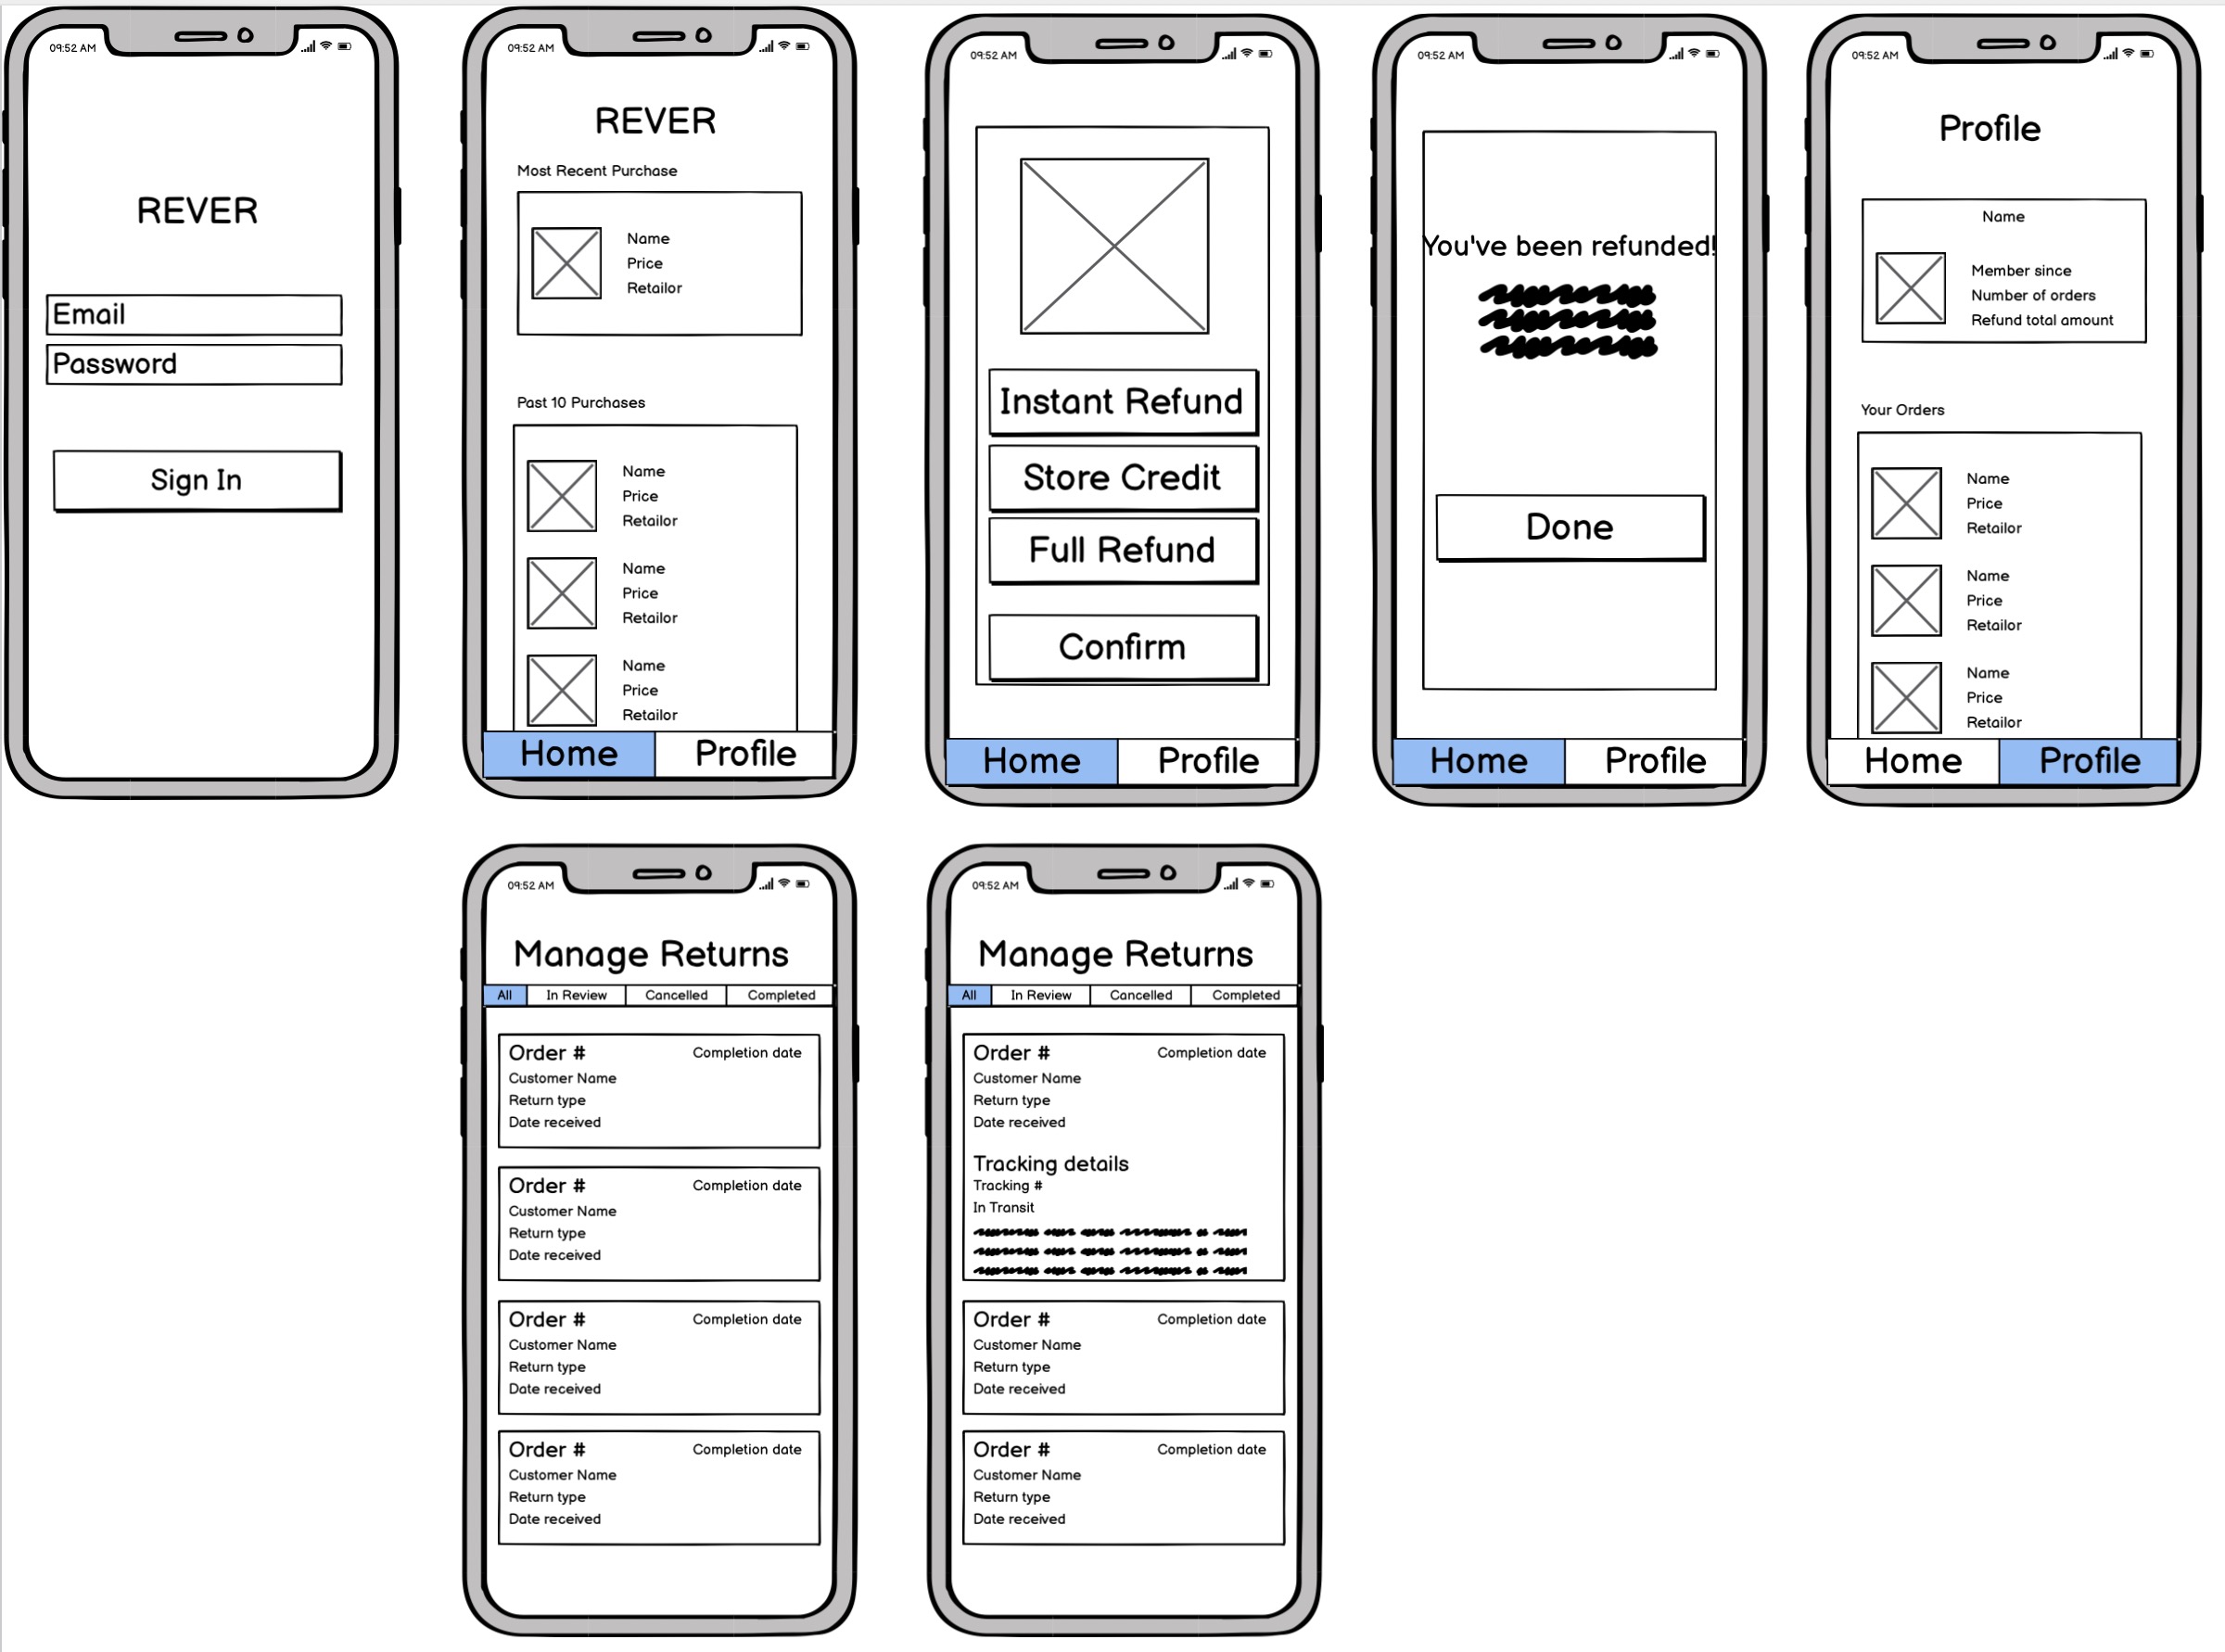 09:52 AM
REVER
Email
Password
Sign In
09:52 AM
REVER
Most Recent Purchase
Name
Price
Retailor
Past 10 Purchases
Name
Price
Retailor
Name
Price
Retailor
Name
Price
Retailor
Home Profile
09:52 AM
Instant Refund
Store Credit
Full Refund
Confirm
Home Profile
09:52 AM
You've been refunded!
Done
Home Profile
09:52 AM
Profile
Name
Member since
Number of orders
Refund total amount
Your Orders
Name
Price
Retailor
Name
Price
Retailor
Name
Price
Retailor
Home Profile
09:52 AM
Manage Returns
All In Review Cancelled Completed
Order # Completion date
Customer Name
Return type
Date received
Order # Completion date
Customer Name
Return type
Date received
Order # Completion date
Customer Name
Return type
Date received
Order # Completion date
Customer Name
Return type
Date received
09:52 AM
Manage Returns
All In Review Cancelled Completed
Order # Completion date
Customer Name
Return type
Date received
Tracking details
Tracking #
In Transit
Order # Completion date
Customer Name
Return type
Date received
Order # Completion date
Customer Name
Return type
Date received